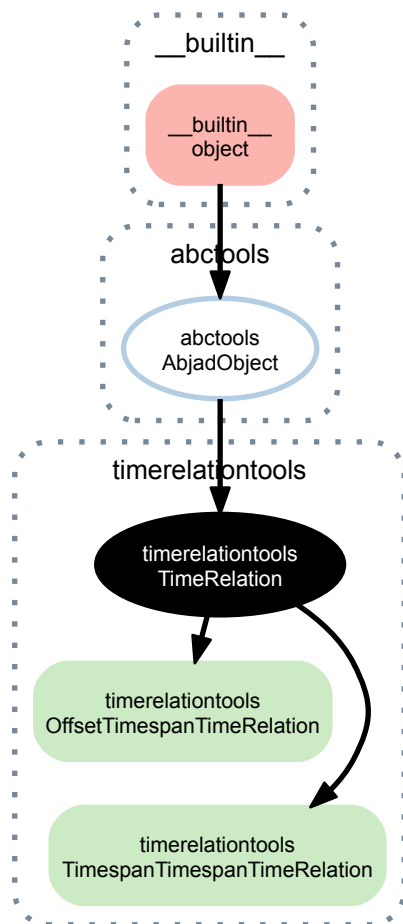 __builtin__
__builtin__
object
abctools
abctools
AbjadObject
timerelationtools
timerelationtools
TimeRelation
timerelationtools
OffsetTimespanTimeRelation
timerelationtools
TimespanTimespanTimeRelation